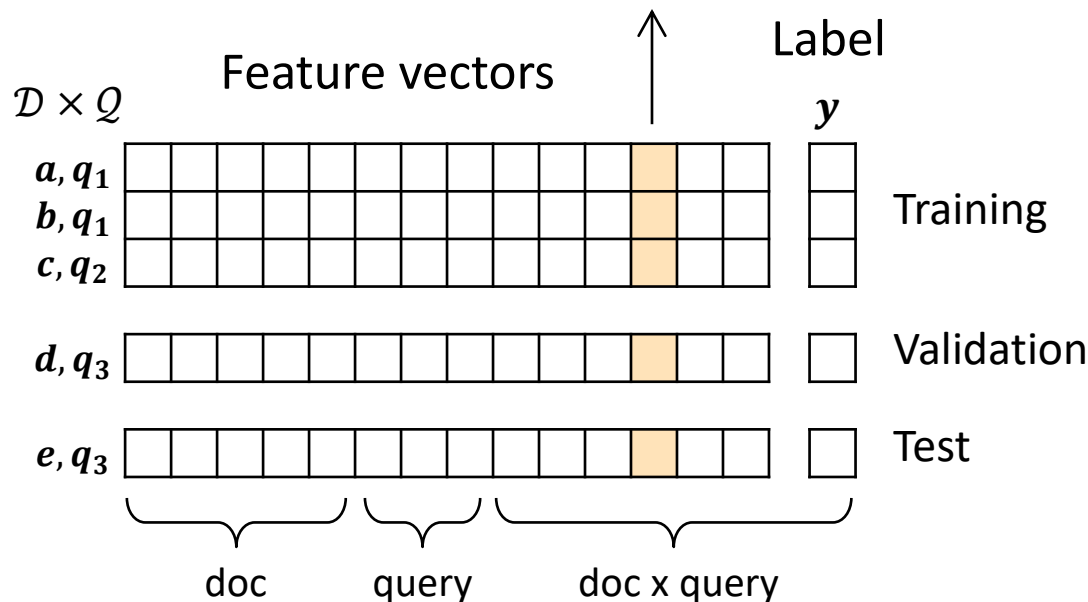 Label
Feature vectors
𝒟 × 𝒬
y
a, q₁
b, q₁
Training
c, q₂
d, q₃
Validation
e, q₃
Test
doc
query
doc x query